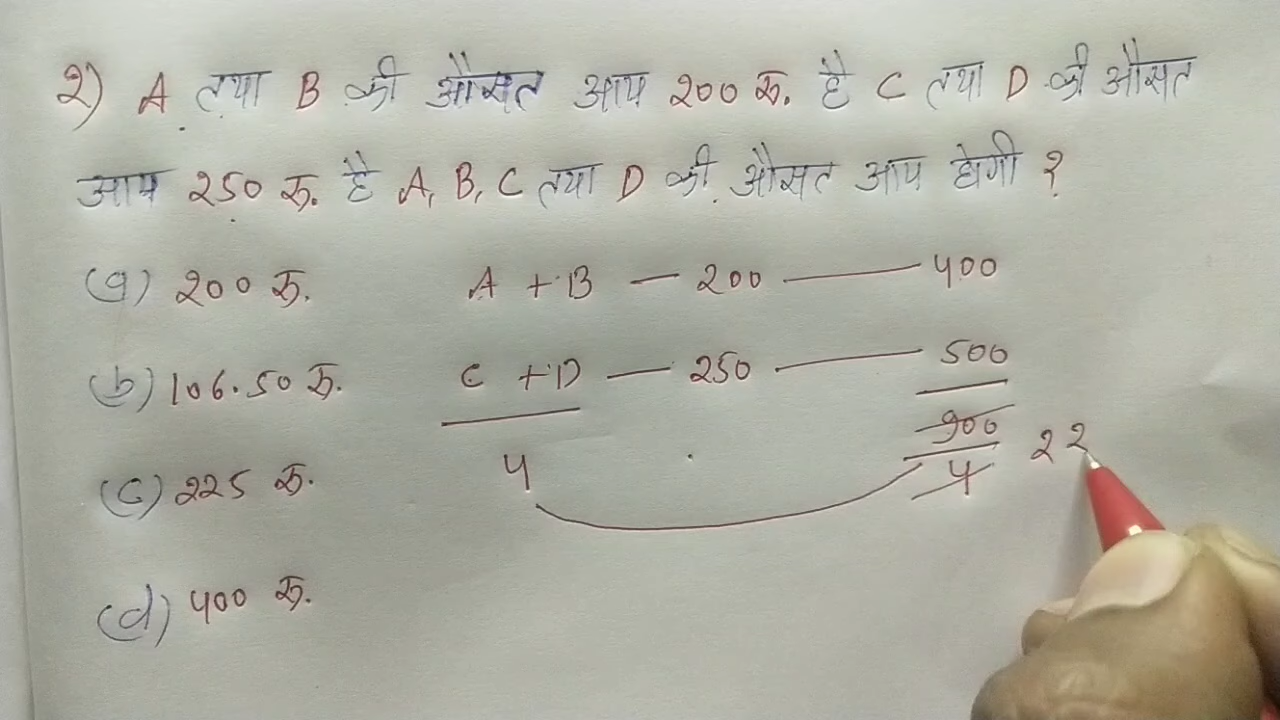 २) A तथा B की औसत आय 200 रु. है C तथा D की औसत
आय 250 रु. है A, B, C तथा D की औसत आय होगी ?
(a) 200 रु.
A + B — 200 — 400
(b) 106.50 रु.
C + D — 250 — 500
4
900
4
22
(c) 225 रु.
(d) 400 रु.